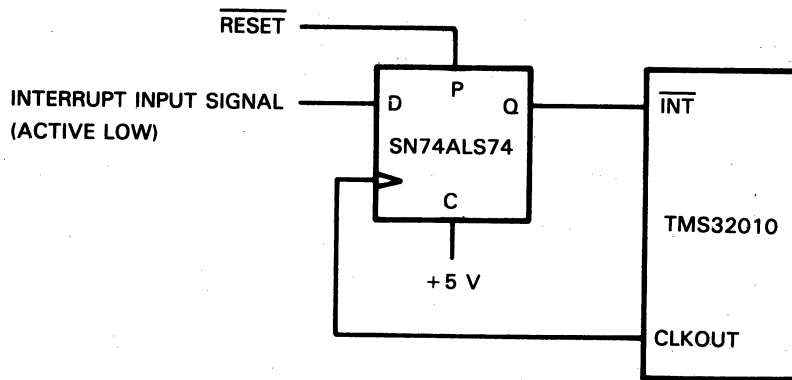 RESET
INTERRUPT INPUT SIGNAL
(ACTIVE LOW)
D
P
Q
SN74ALS74
C
+5 V
INT
TMS32010
CLKOUT